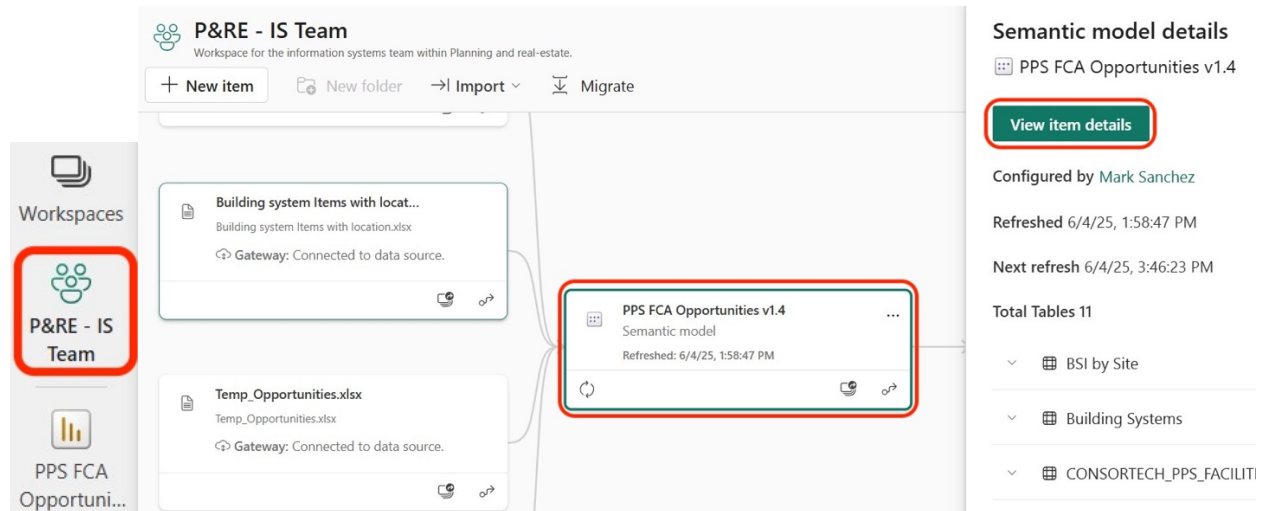 P&RE - IS Team
Workspace for the information systems team within Planning and real-estate.
New item
New folder
Import
Migrate
Workspaces
P&RE - IS
Team
PPS FCA
Opportuni...
Building system Items with locat...
Building system Items with location.xlsx
Gateway: Connected to data source.
Temp_Opportunities.xlsx
Temp_Opportunities.xlsx
Gateway: Connected to data source.
PPS FCA Opportunities v1.4
Semantic model
Refreshed: 6/4/25, 1:58:47 PM
Semantic model details
PPS FCA Opportunities v1.4
View item details
Configured by Mark Sanchez
Refreshed 6/4/25, 1:58:47 PM
Next refresh 6/4/25, 3:46:23 PM
Total Tables 11
BSI by Site
Building Systems
CONSORTECH_PPS_FACILITI